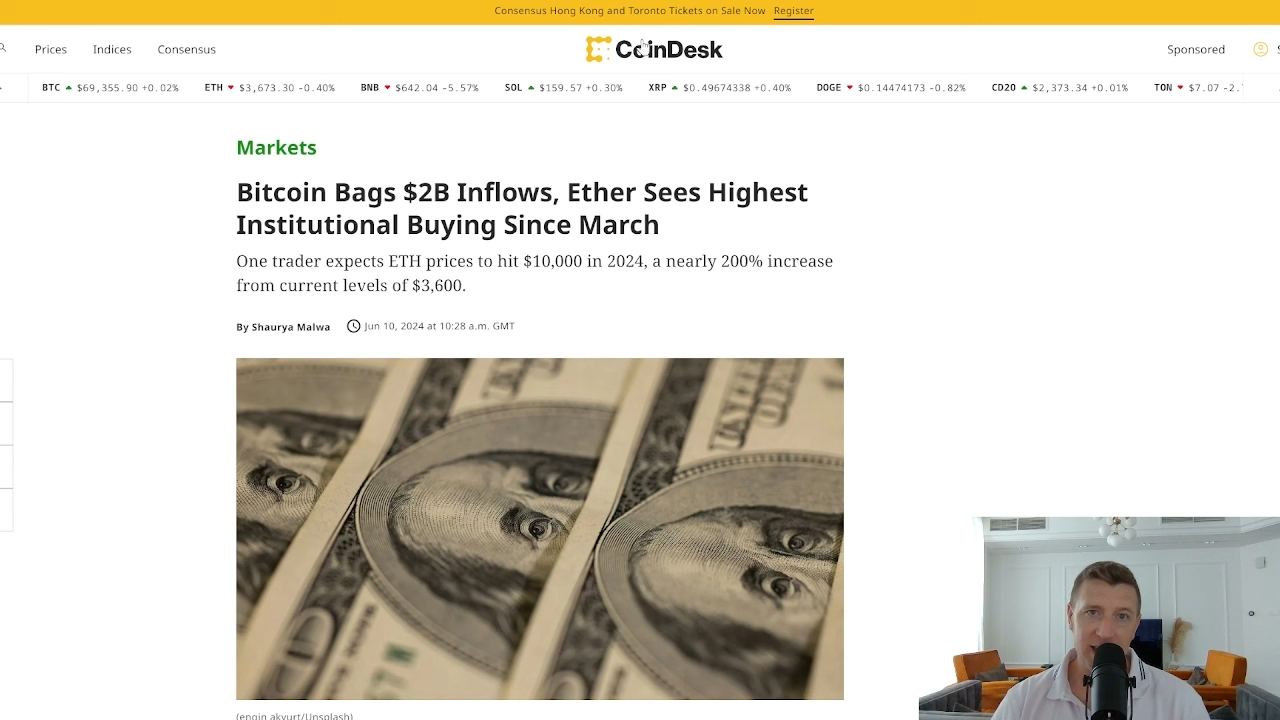 Consensus Hong Kong and Toronto Tickets on Sale Now Register
Prices Indices Consensus CoinDesk Sponsored
BTC $69,355.90 +0.02% ETH $3,673.30 -0.40% BNB $642.04 -5.57% SOL $159.57 +0.30% XRP $0.49674338 +0.40% DOGE $0.14474173 -0.82% CD20 $2,373.34 +0.01% TON $7.07 -2.
Markets
Bitcoin Bags $2B Inflows, Ether Sees Highest
Institutional Buying Since March
One trader expects ETH prices to hit $10,000 in 2024, a nearly 200% increase
from current levels of $3,600.
By Shaurya Malwa Jun 10, 2024 at 10:28 a.m. GMT
(engin akyurt/Unsplash)